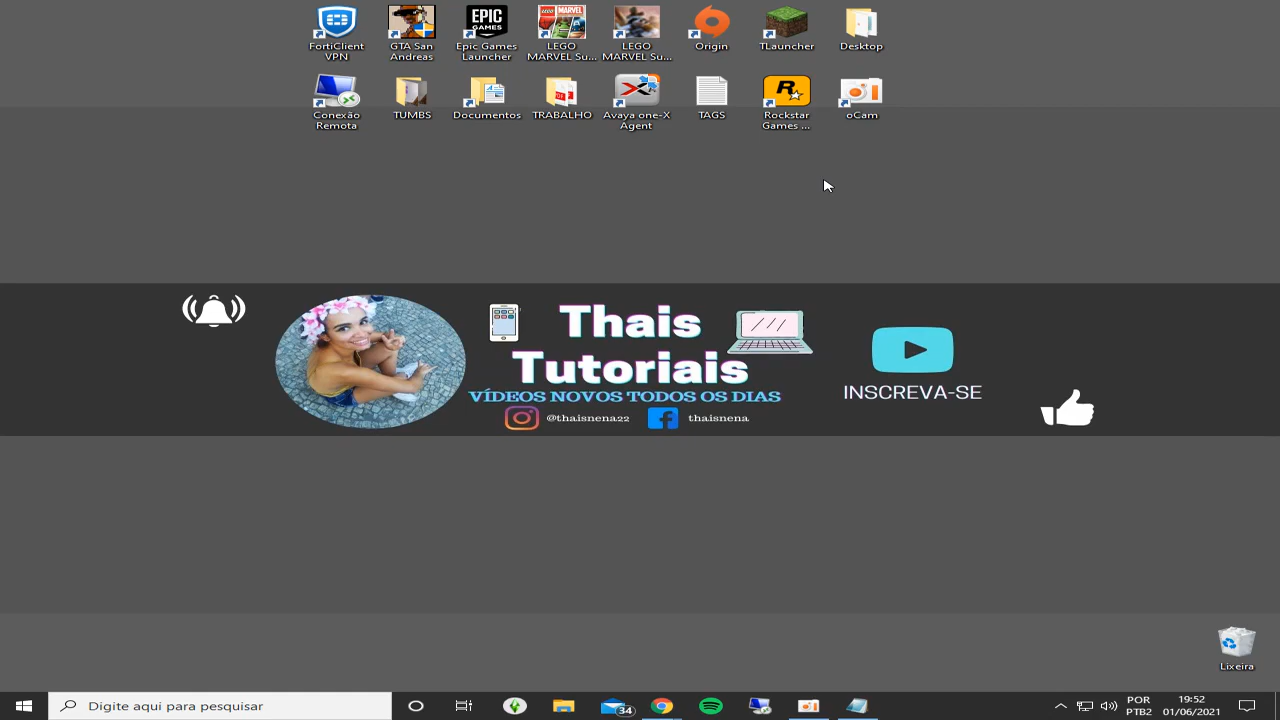 FortiClient VPN
GTA San Andreas
Epic Games Launcher
LEGO MARVEL Su...
LEGO MARVEL Su...
Origin
TLauncher
Desktop
Conexão Remota
TUMBS
Documentos
TRABALHO
Avaya one-X Agent
TAGS
Rockstar Games ...
oCam
Thais
Tutoriais
VÍDEOS NOVOS TODOS OS DIAS
@thaisnena22 thaisnena
INSCREVA-SE
Lixeira
Digite aqui para pesquisar
34
POR
PTB2
19:52
01/06/2021